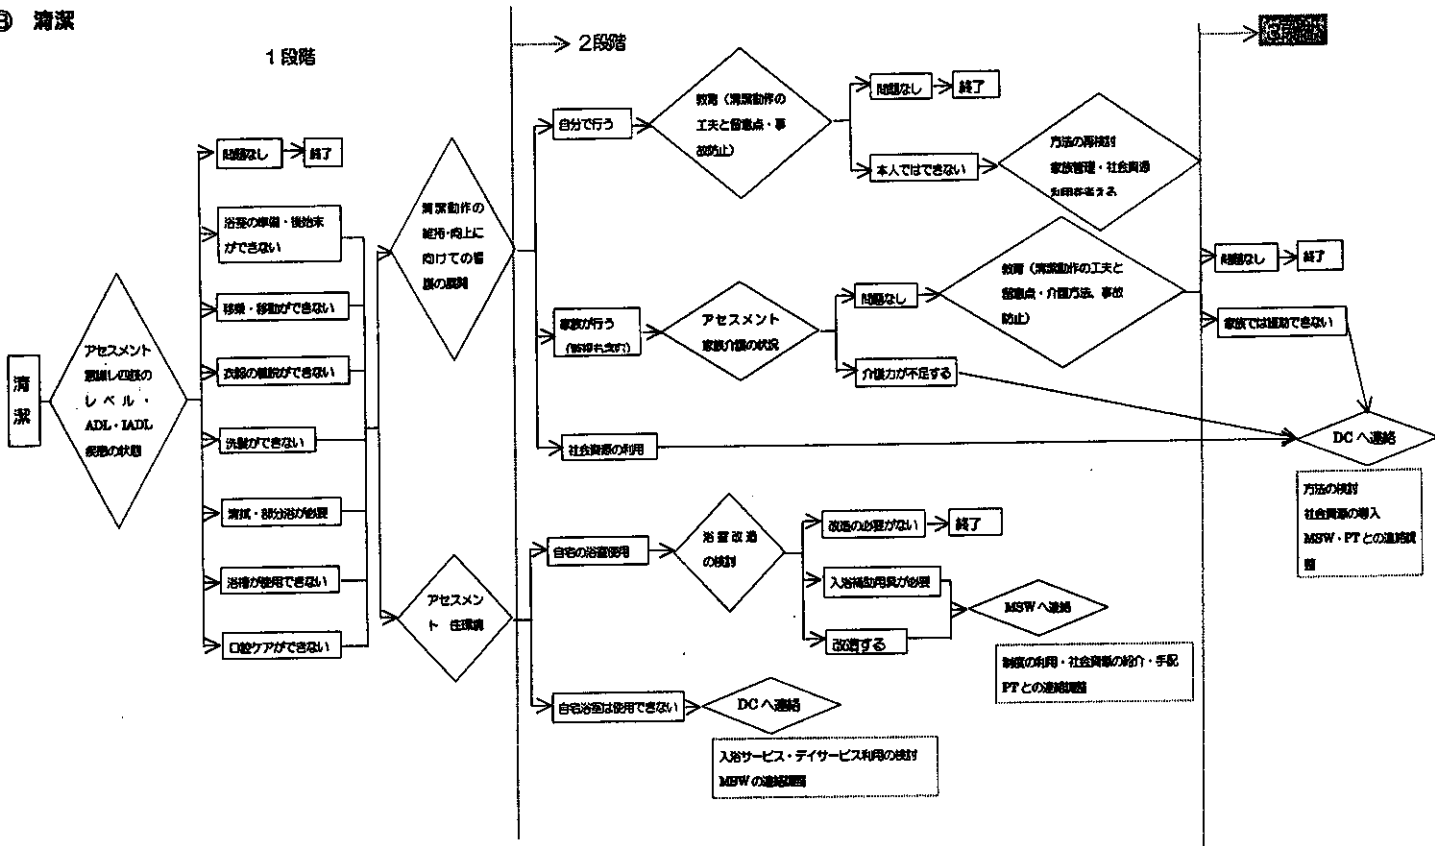 清潔
1段階
2段階
清
潔
アセスメント
レベル・
ADL・IADL
疾患の状態
問題なし
終了
浴室の準備・後始末
ができない
移乗・移動ができない
衣服の着脱ができない
洗髪ができない
清拭・部分浴が必要
浴槽が使用できない
口腔ケアができない
清潔動作の
維持・向上に
向けての看
護の展開
アセスメン
ト 住環境
自分で行う
教育（清潔動作の
工夫と留意点・事
故防止）
問題なし
終了
本人ではできない
方法の再検討
家族管理・社会資源
利用を考える
家族が行う
アセスメント
家族介護の状況
問題なし
介護力が不足する
教育（清潔動作の工夫と
留意点・介護方法、事故
防止）
問題なし
終了
家族では援助できない
社会資源の利用
DCへ連絡
方法の検討
社会資源の導入
MSW・PTとの連絡調
整
自宅の浴室使用
浴室改造
の検討
改造の必要がない
終了
入浴補助用具が必要
改造する
MSWへ連絡
制度の利用・社会資源の紹介・手配
PTとの連絡調整
自宅浴室は使用できない
DCへ連絡
入浴サービス・デイサービス利用の検討
MSWの連絡調整